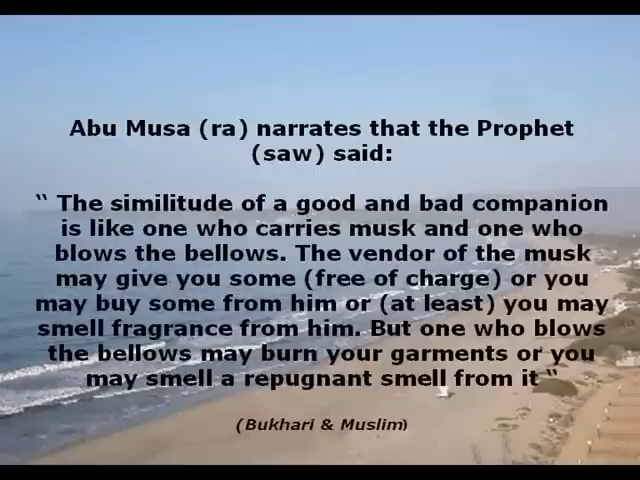 Abu Musa (ra) narrates that the Prophet
(saw) said:
“ The similitude of a good and bad companion
is like one who carries musk and one who
blows the bellows. The vendor of the musk
may give you some (free of charge) or you
may buy some from him or (at least) you may
smell fragrance from him. But one who blows
the bellows may burn your garments or you
may smell a repugnant smell from it “
(Bukhari & Muslim)